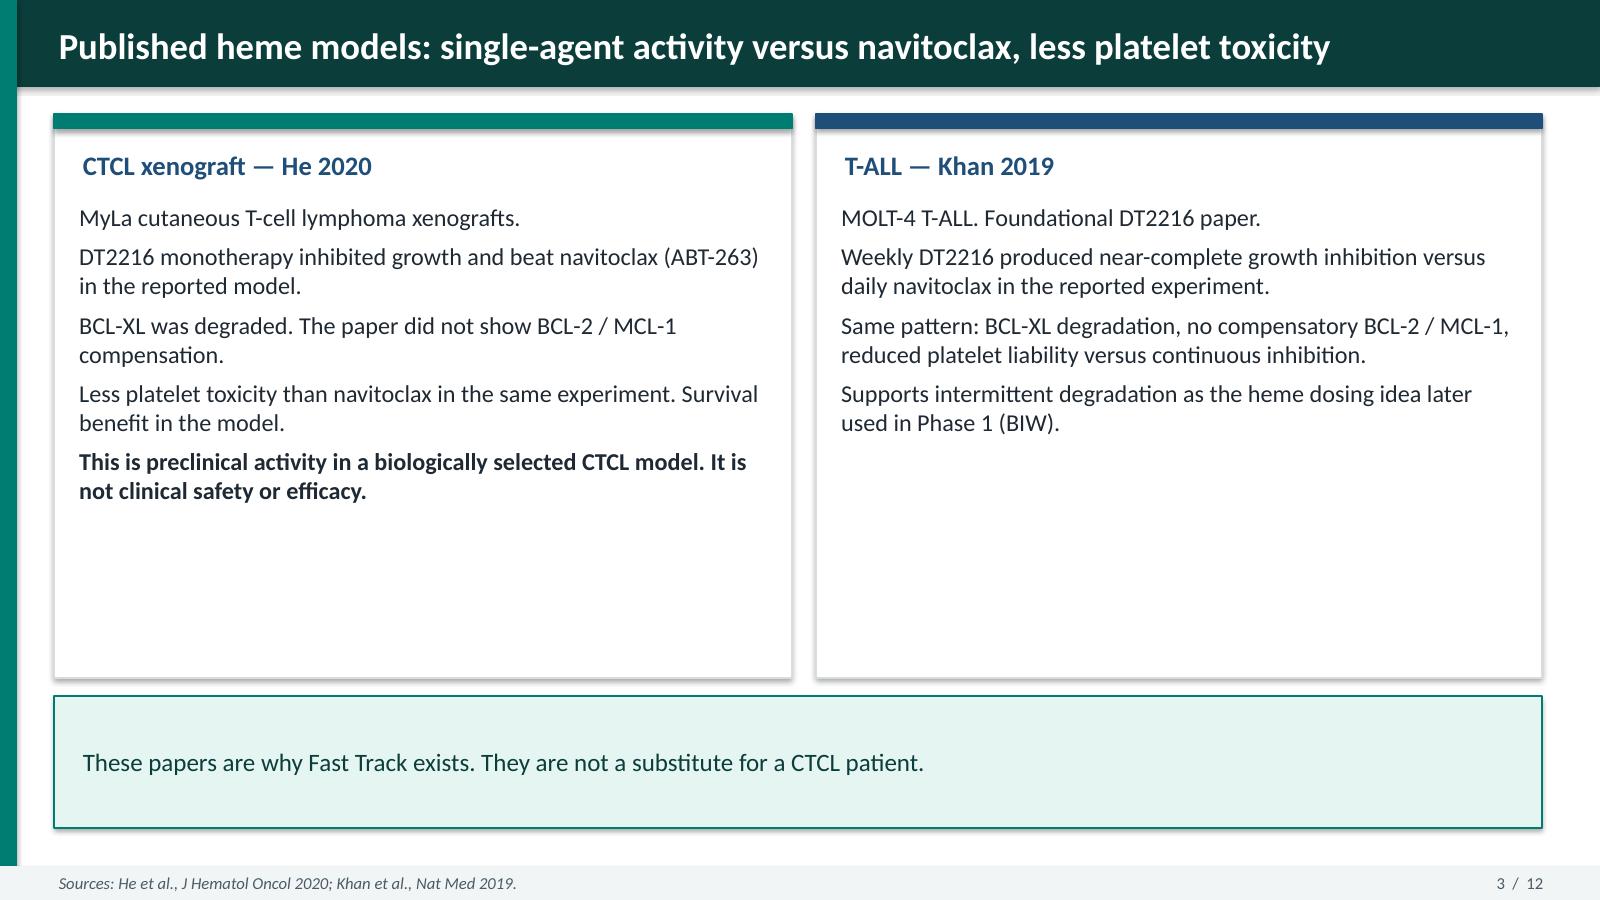 Published heme models: single-agent activity versus navitoclax, less platelet toxicity
CTCL xenograft — He 2020
MyLa cutaneous T-cell lymphoma xenografts.
DT2216 monotherapy inhibited growth and beat navitoclax (ABT-263)
in the reported model.
BCL-XL was degraded. The paper did not show BCL-2 / MCL-1
compensation.
Less platelet toxicity than navitoclax in the same experiment. Survival
benefit in the model.
This is preclinical activity in a biologically selected CTCL model. It is
not clinical safety or efficacy.
T-ALL — Khan 2019
MOLT-4 T-ALL. Foundational DT2216 paper.
Weekly DT2216 produced near-complete growth inhibition versus
daily navitoclax in the reported experiment.
Same pattern: BCL-XL degradation, no compensatory BCL-2 / MCL-1,
reduced platelet liability versus continuous inhibition.
Supports intermittent degradation as the heme dosing idea later
used in Phase 1 (BIW).
These papers are why Fast Track exists. They are not a substitute for a CTCL patient.
Sources: He et al., J Hematol Oncol 2020; Khan et al., Nat Med 2019.
3 / 12